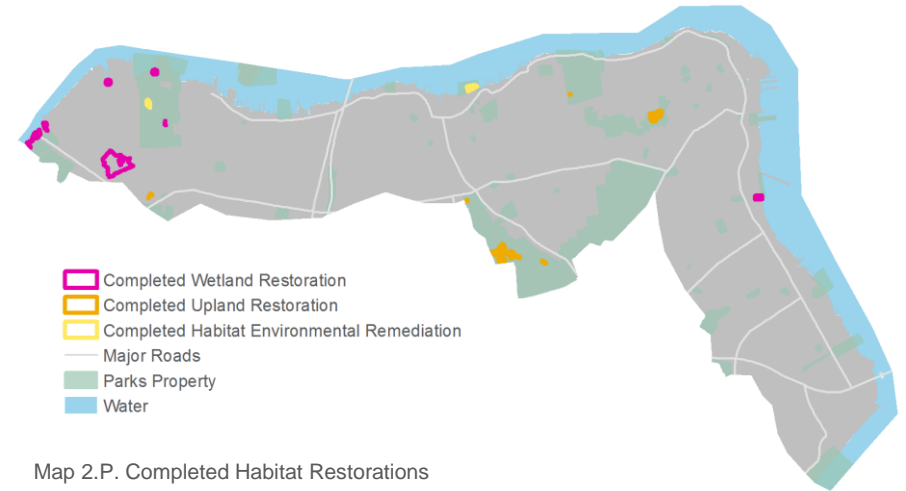 Completed Wetland Restoration
Completed Upland Restoration
Completed Habitat Environmental Remediation
Major Roads
Parks Property
Water
Map 2.P. Completed Habitat Restorations